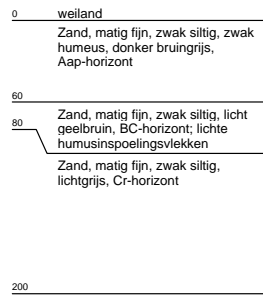 0 weiland
Zand, matig fijn, zwak siltig, zwak
humeus, donker bruingrijs,
Aap-horizont
60
Zand, matig fijn, zwak siltig, licht
geelbruin, BC-horizont; lichte
humusinspoelingsvlekken
80
Zand, matig fijn, zwak siltig,
lichtgrijs, Cr-horizont
200